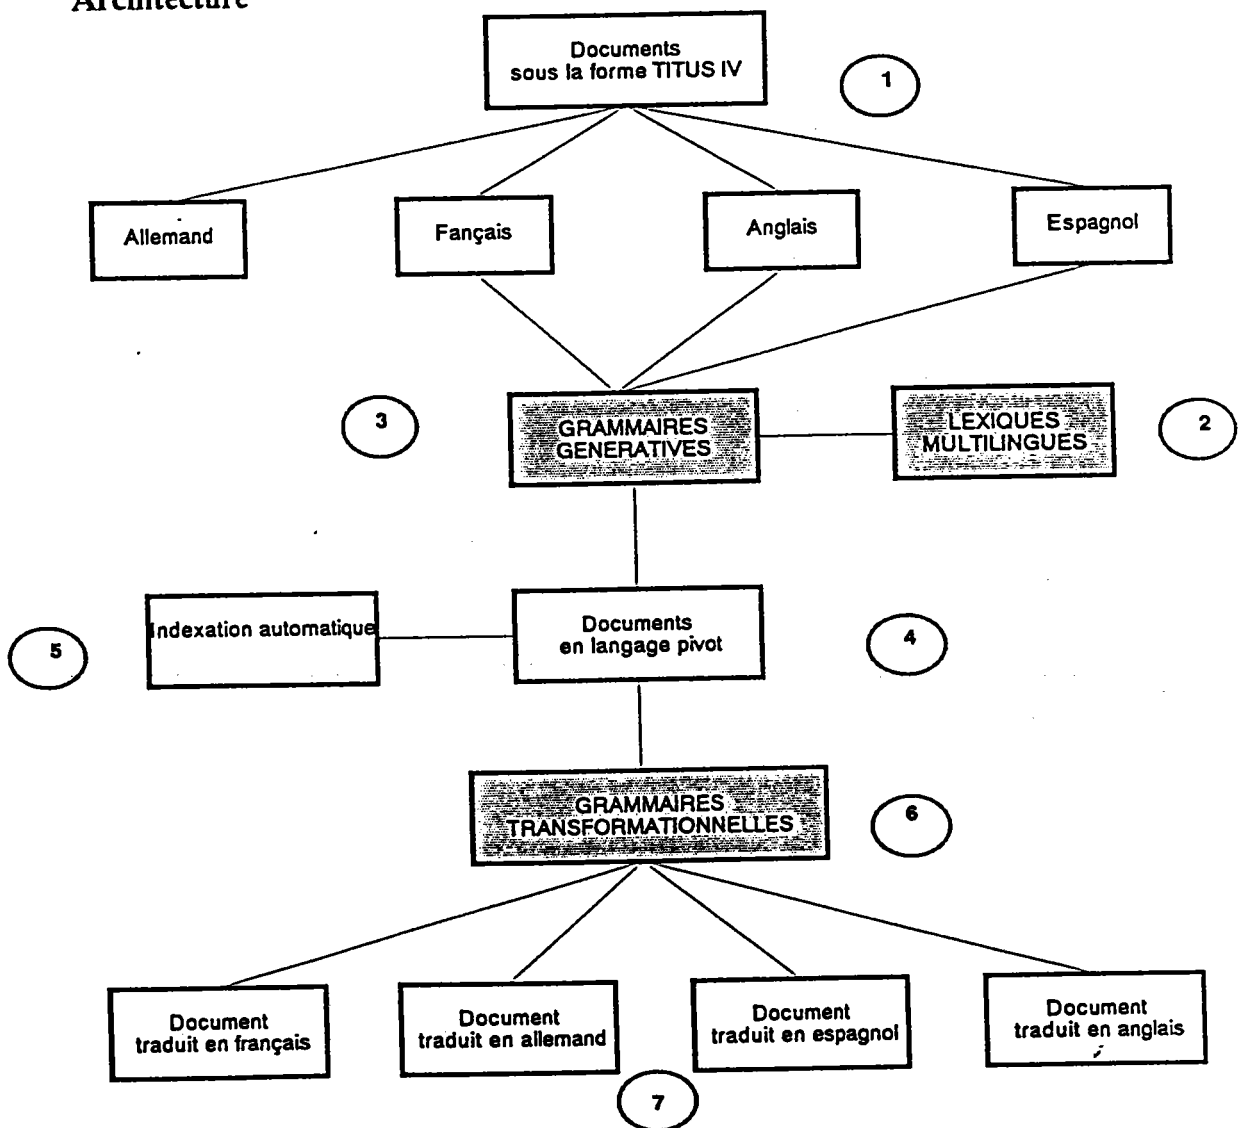 Architecture
Documents
sous la forme TITUS IV
1
Allemand
Fançais
Anglais
Espagnol
3
GRAMMAIRES
GENERATIVES
LEXIQUES
MULTILINGUES
2
5
Indexation automatique
Documents
en langage pivot
4
GRAMMAIRES
TRANSFORMATIONNELLES
6
Document
traduit en français
Document
traduit en allemand
Document
traduit en espagnol
Document
traduit en anglais
7